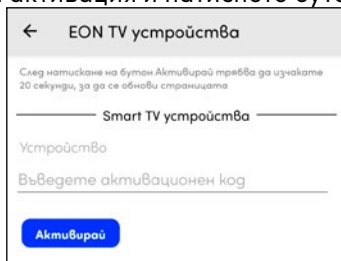 ← EON TV устройства
След натискане на бутон Активирай трябва да изчакате
20 секунди, за да се обнови страницата
Smart TV устройства
Устройство
Въведете активационен код
Активирай